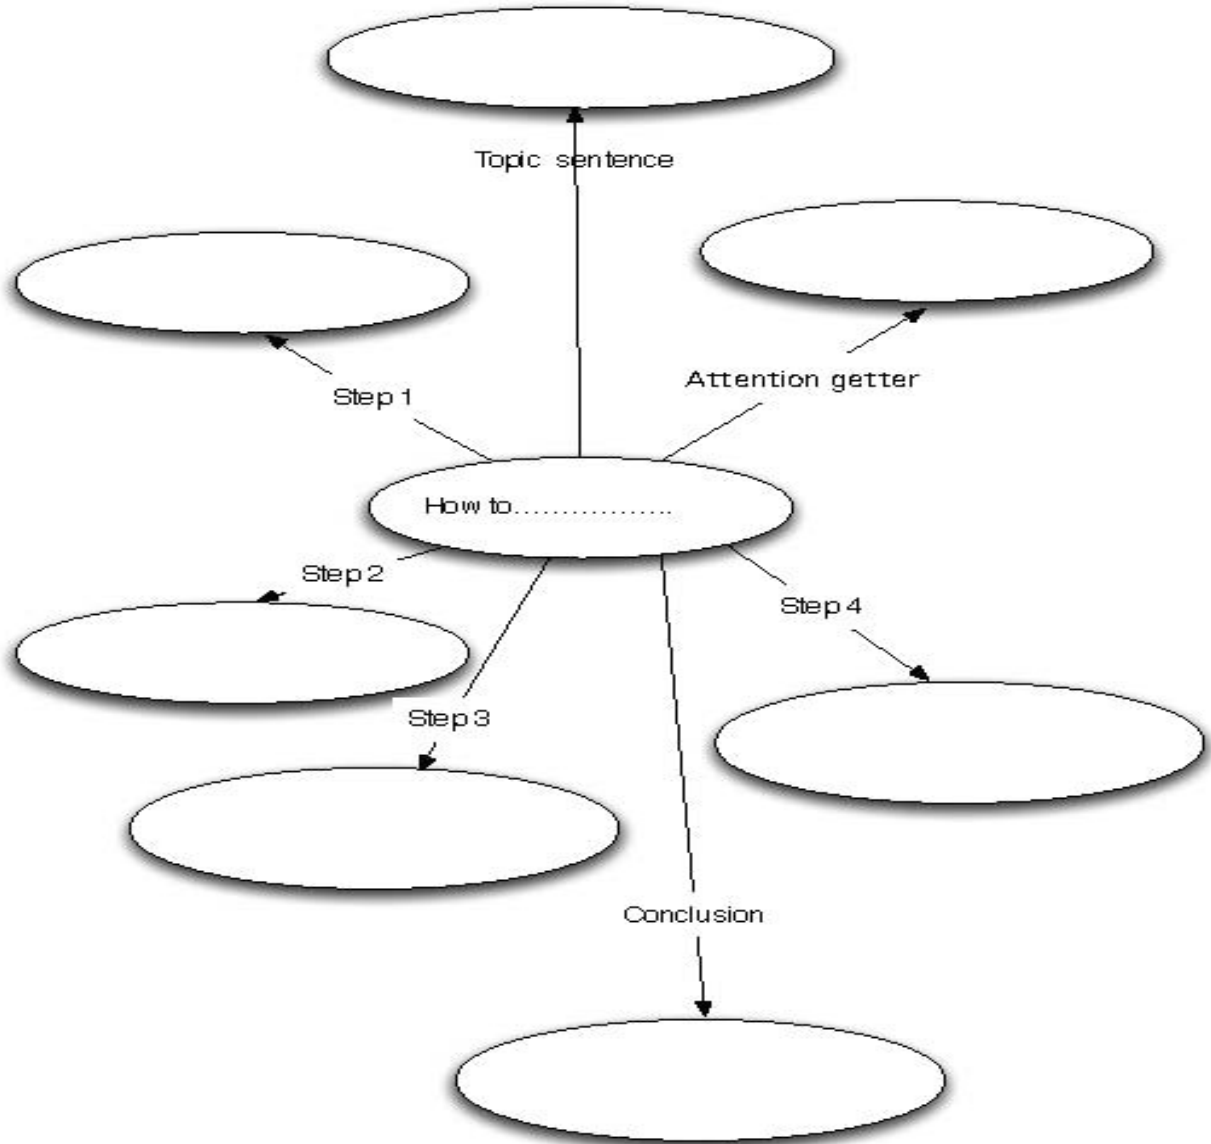 Topic sentence
Attention getter
Step 1
How to.................
Step 2
Step 4
Step 3
Conclusion